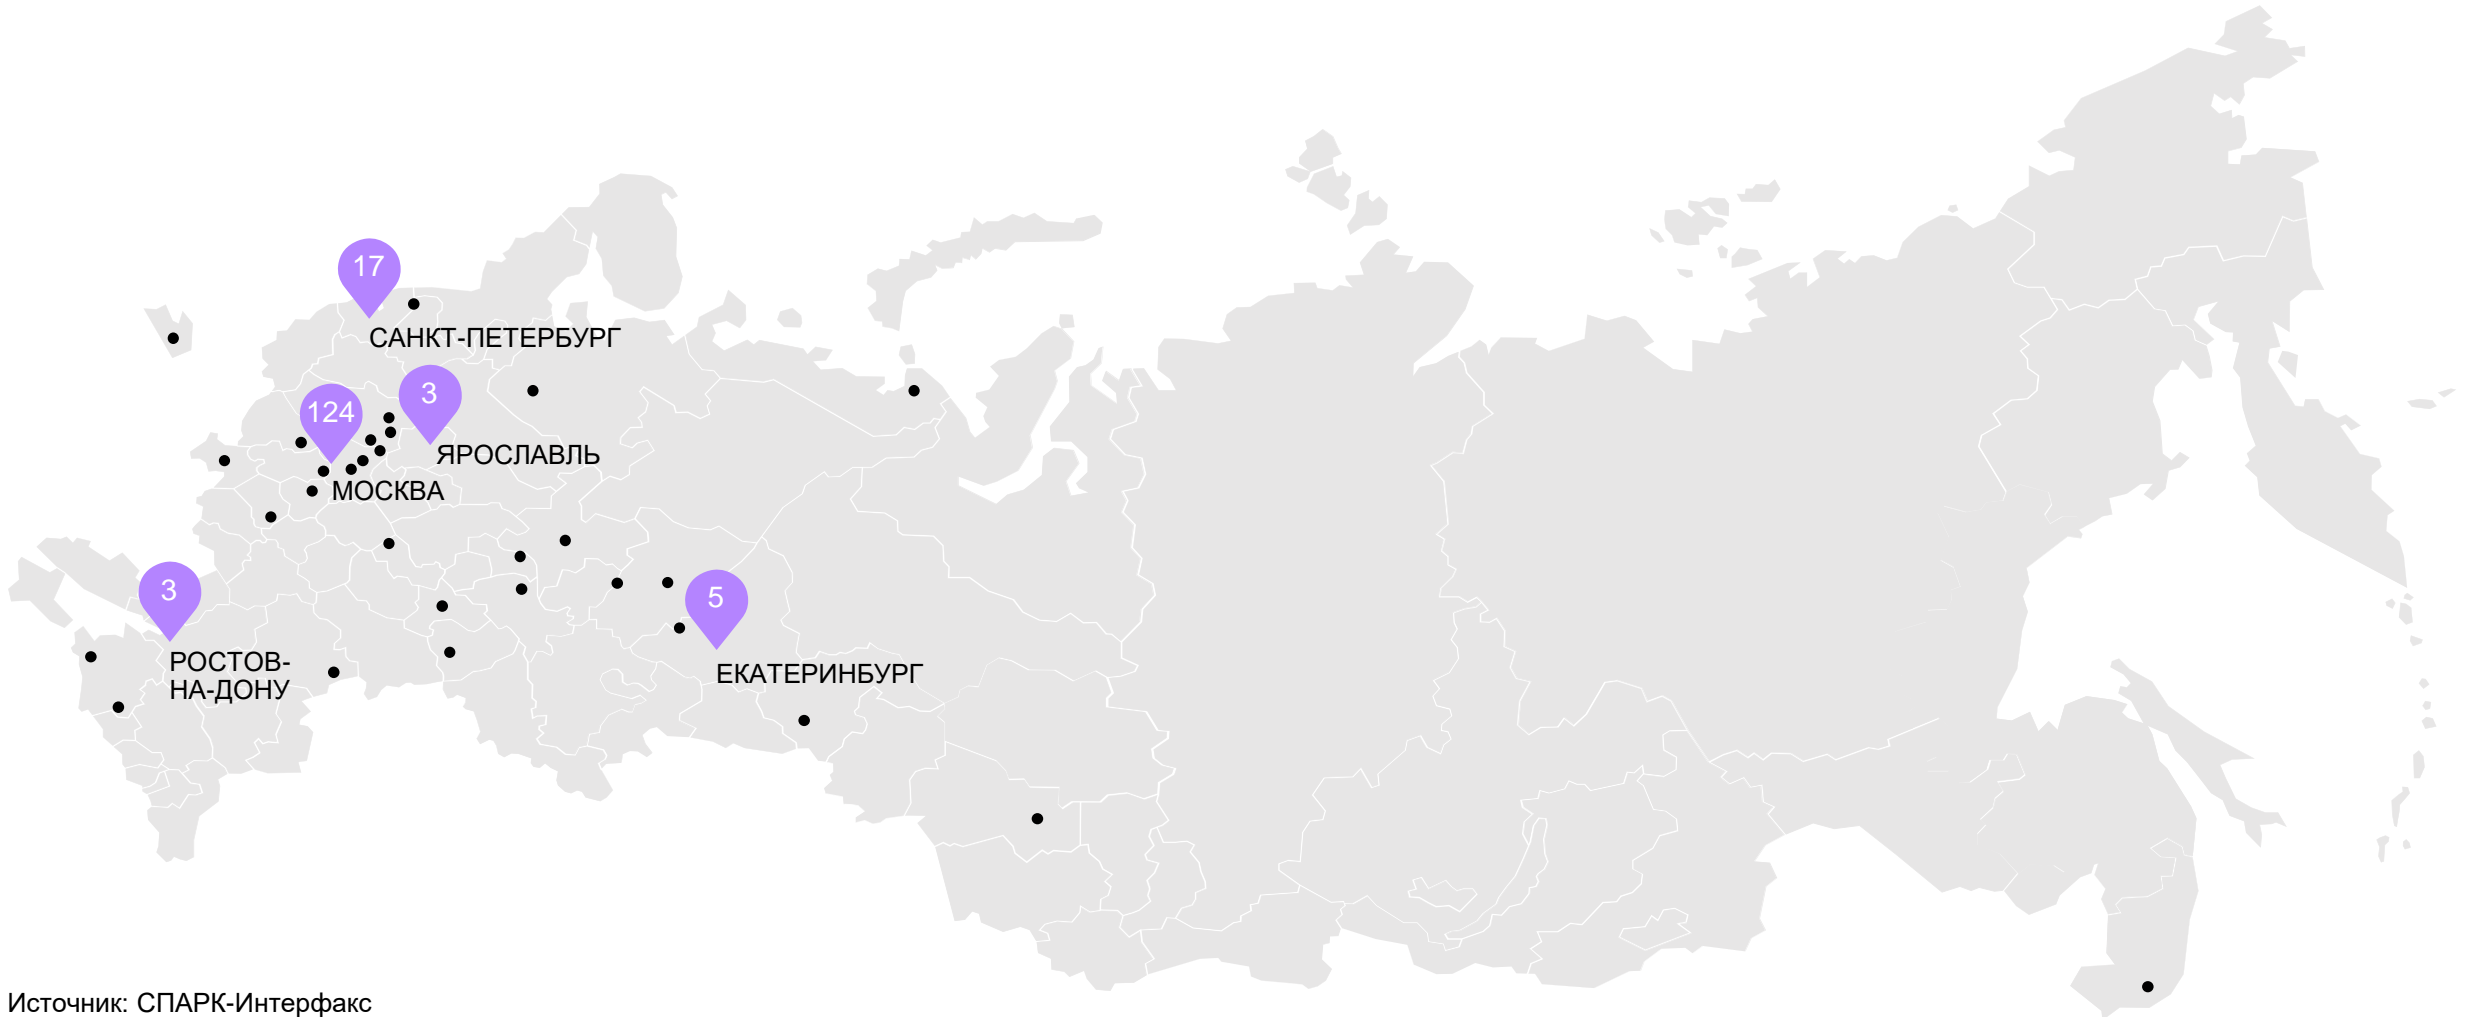 17
САНКТ-ПЕТЕРБУРГ
3
124
ЯРОСЛАВЛЬ
МОСКВА
3
5
РОСТОВ-
НА-ДОНУ
ЕКАТЕРИНБУРГ
Источник: СПАРК-Интерфакс